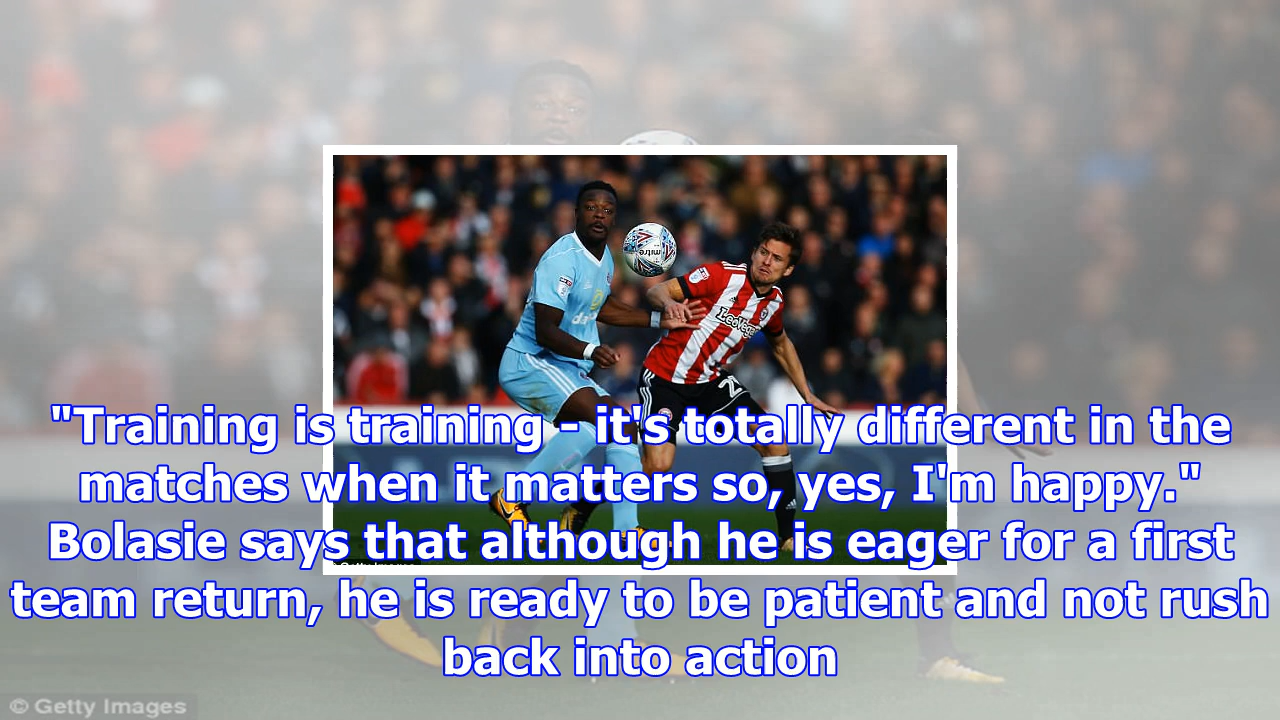 mitre
"Training is training - it's totally different in the
matches when it matters so, yes, I'm happy."
Bolasie says that although he is eager for a first
team return, he is ready to be patient and not rush
back into action
© Getty Images